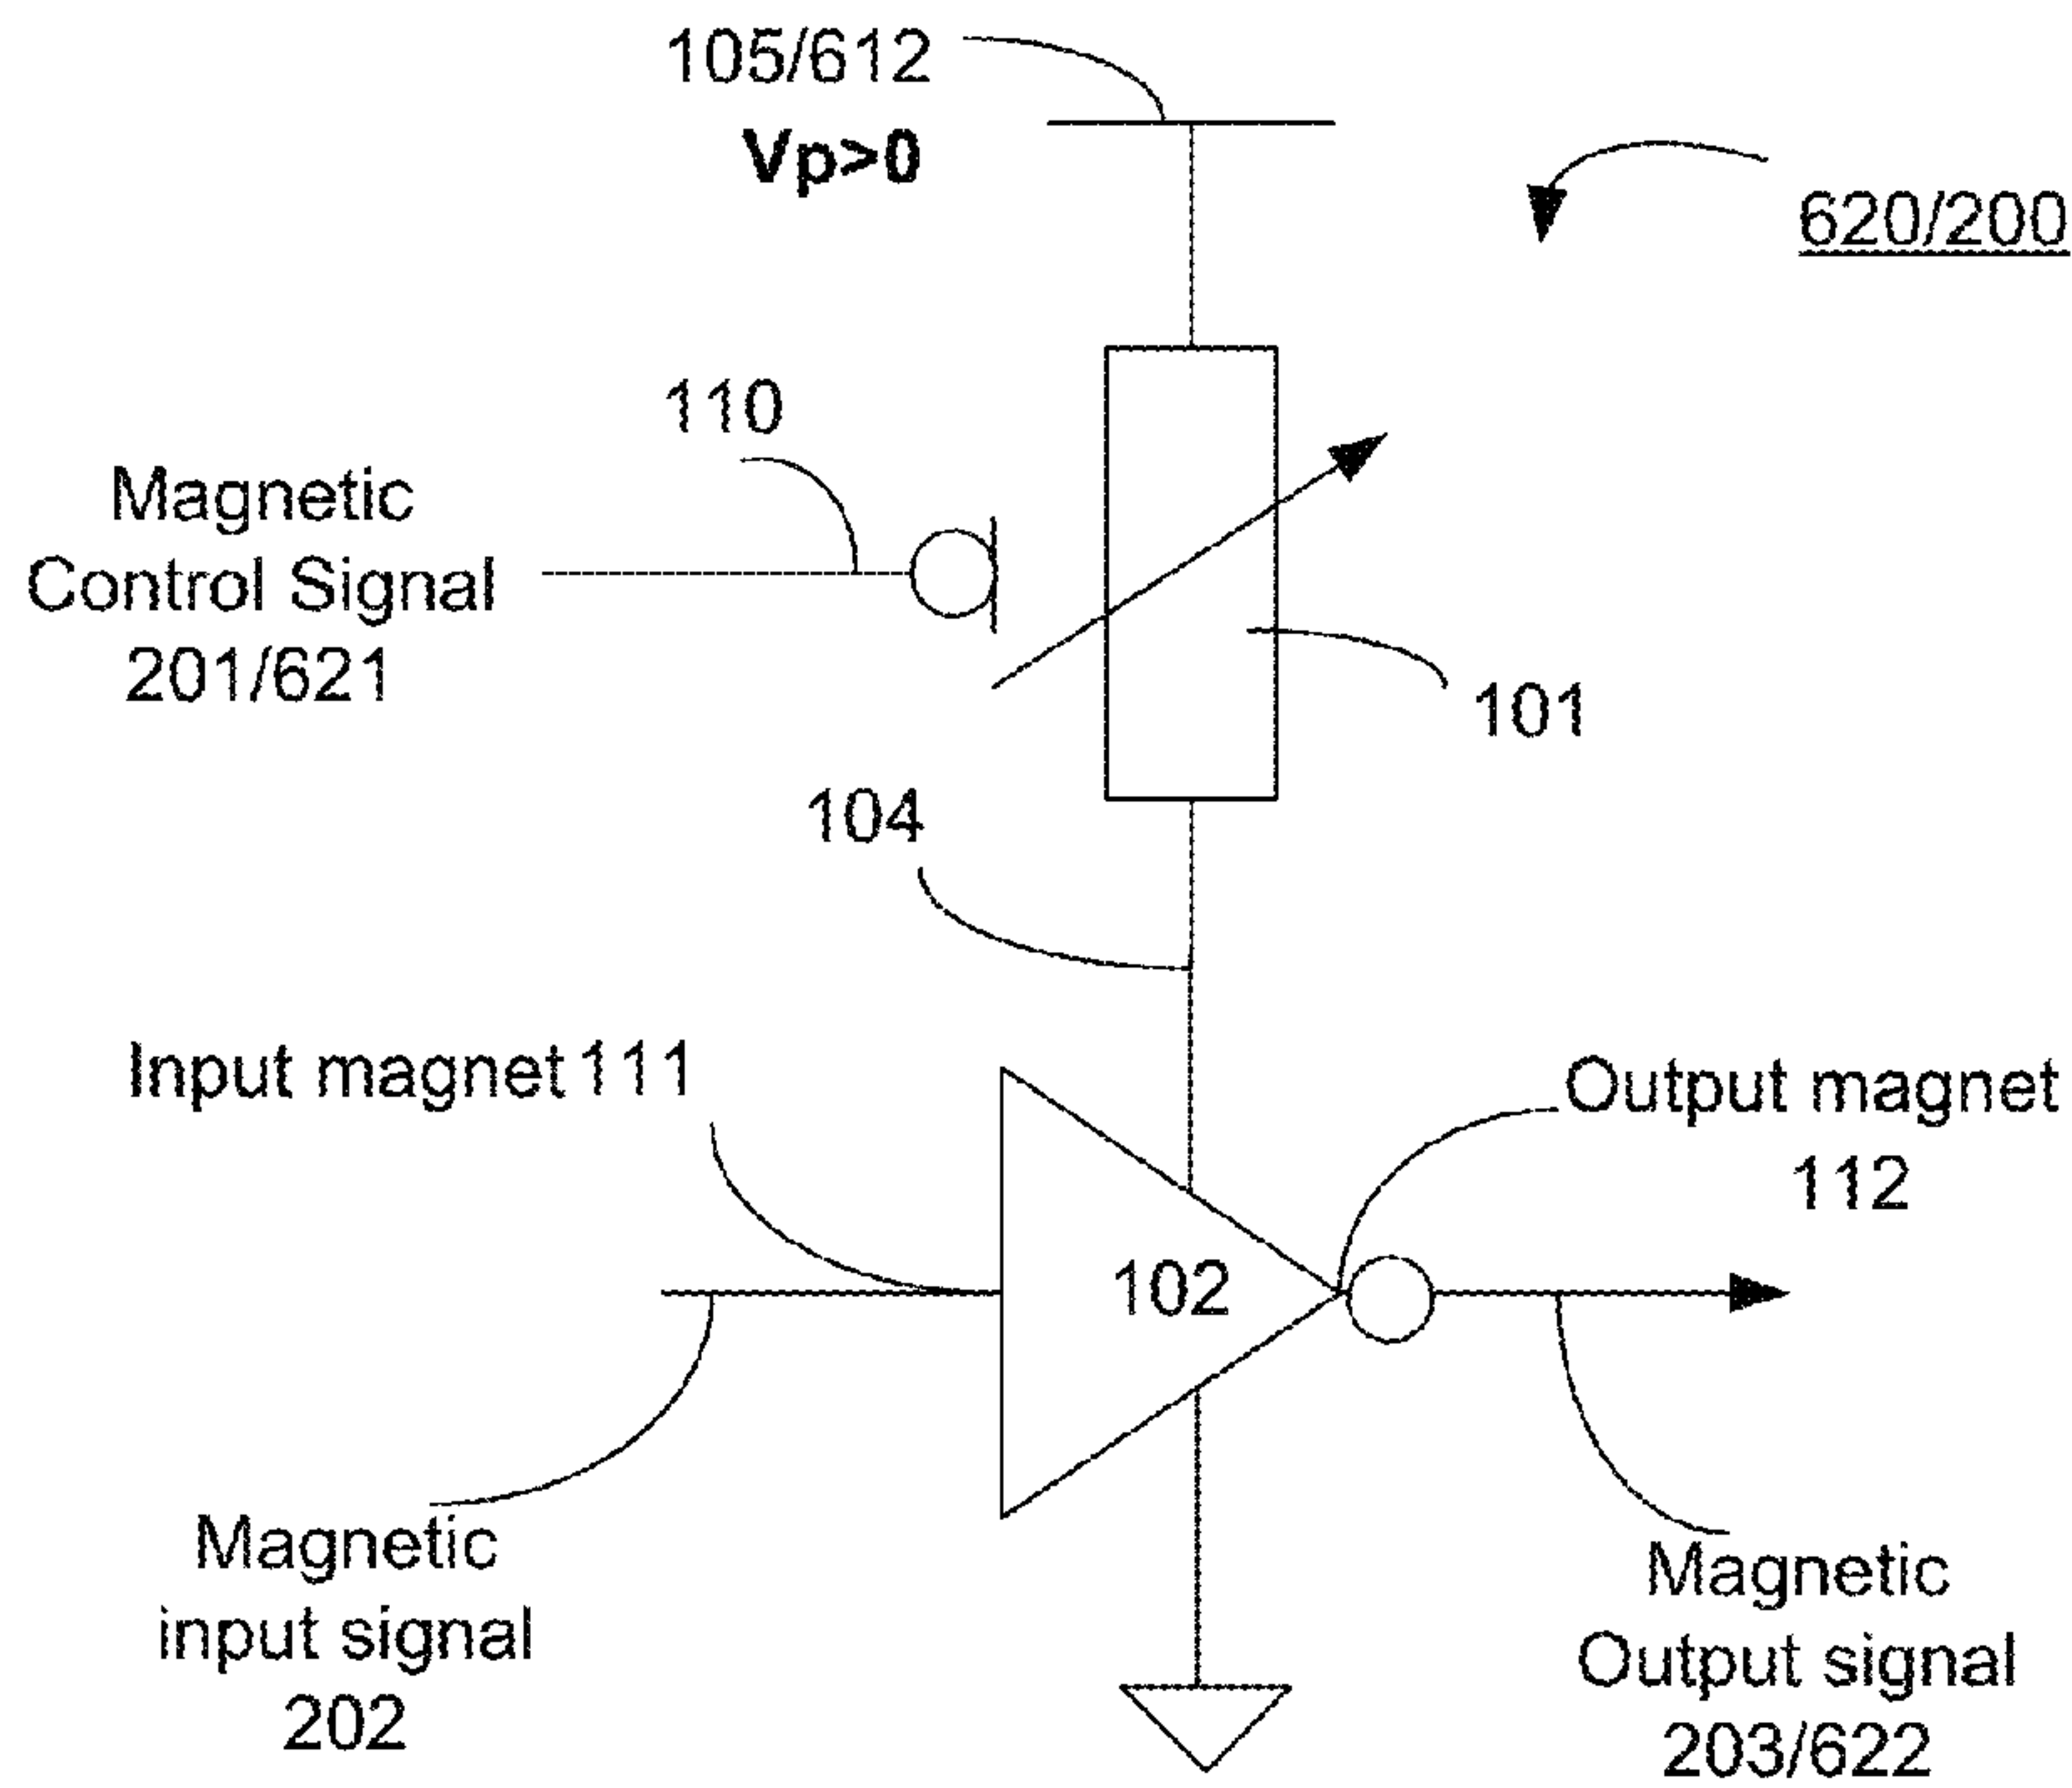 105/612
Vp>0
620/200
110
Magnetic
Control Signal
201/621
101
104
Input magnet 111
Output magnet
112
102
Magnetic
input signal
202
Magnetic
Output signal
203/622